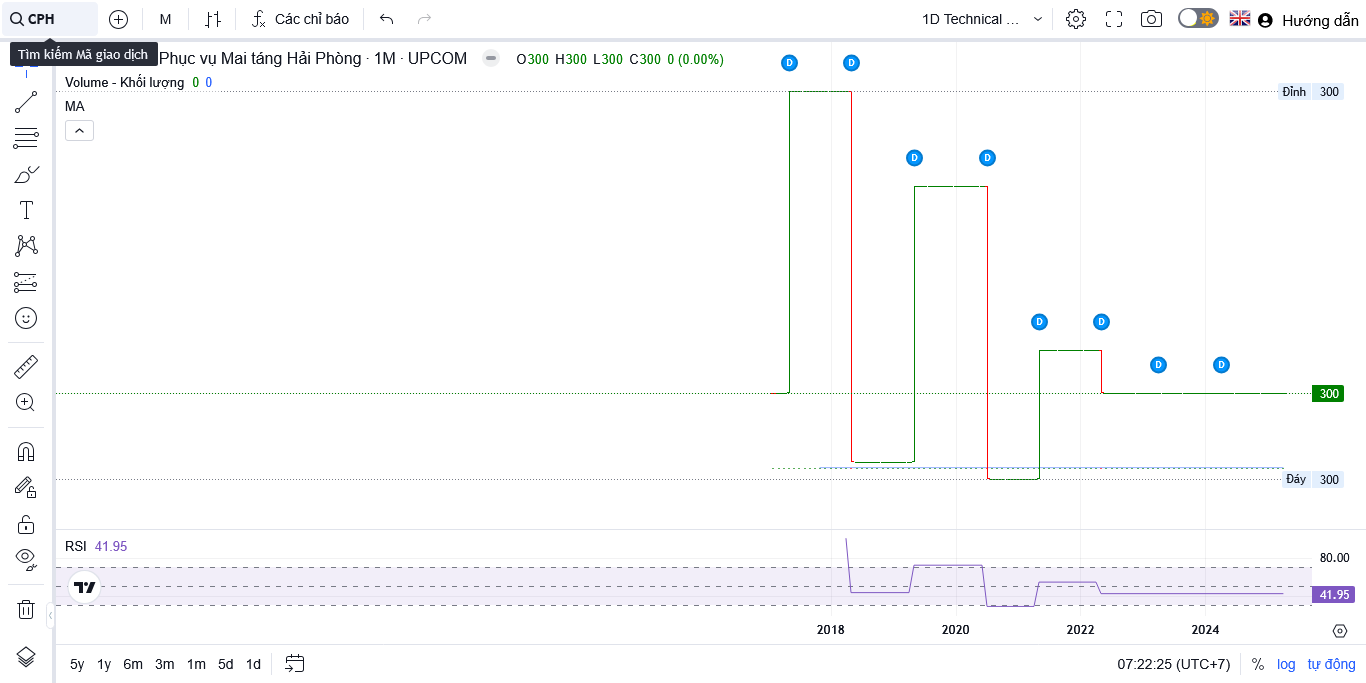 CPH
M
Các chỉ báo
1D Technical ...
Hướng dẫn
Tìm kiếm Mã giao dịch
Phục vụ Mai táng Hải Phòng · 1M · UPCOM
O300 H300 L300 C300 0 (0.00%)
Volume - Khối lượng 0 0
MA
D D
Đỉnh 300
D D
D D
D D
300
Đáy 300
RSI 41.95
80.00
41.95
2018 2020 2022 2024
5y 1y 6m 3m 1m 5d 1d
07:22:25 (UTC+7)
% log tự động